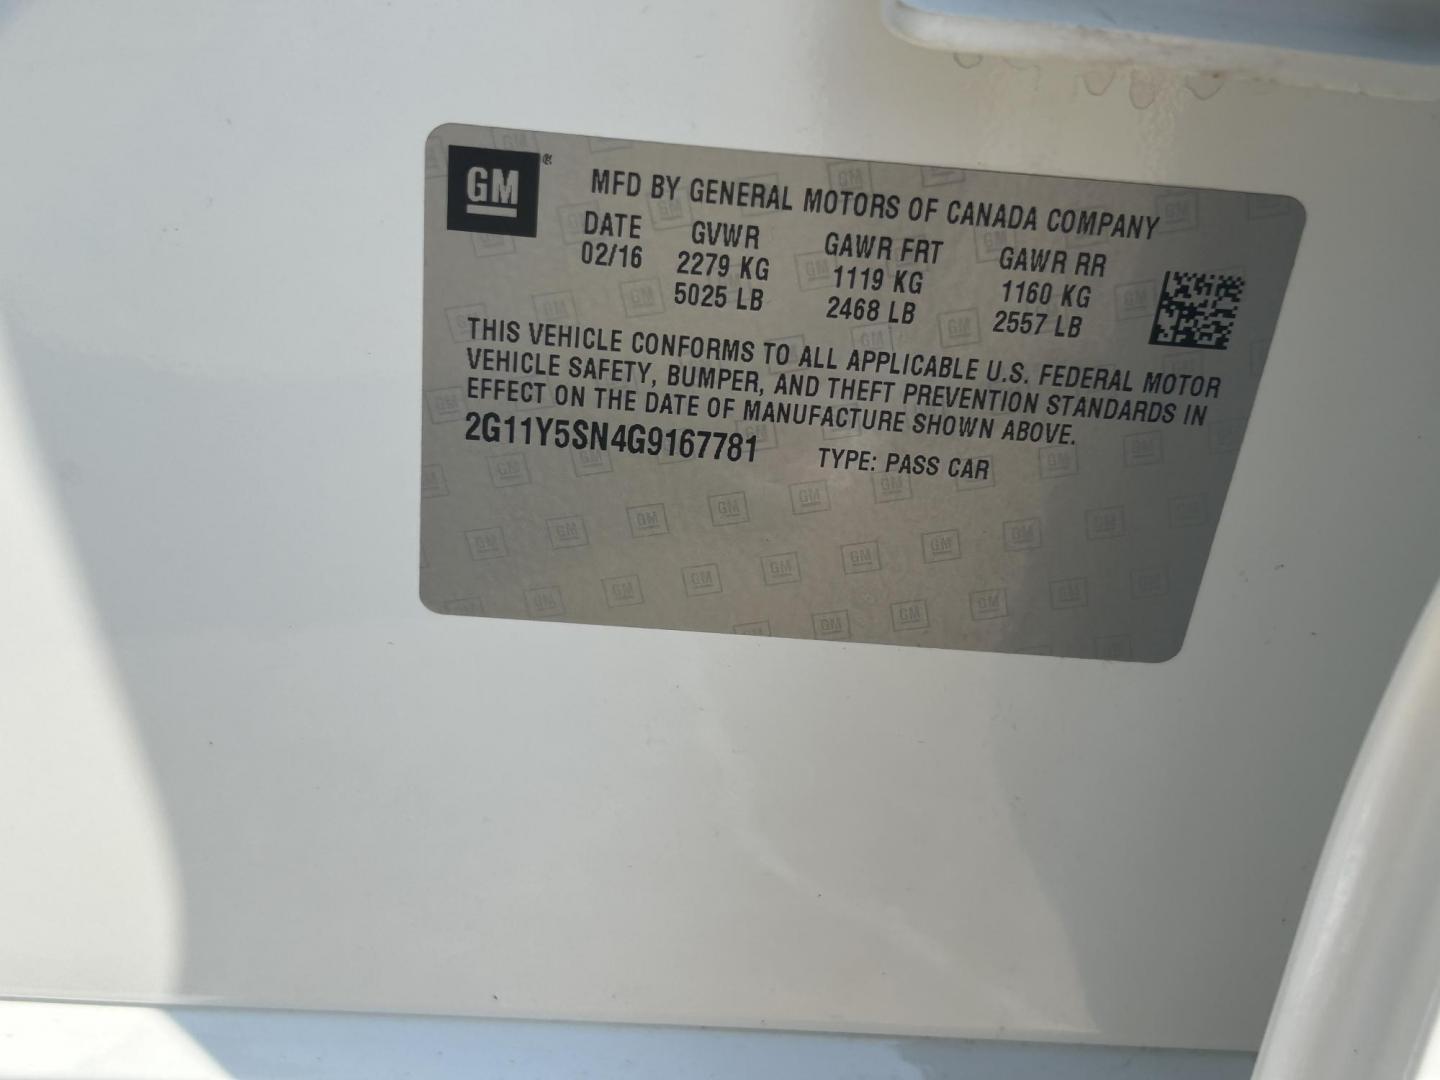 GM ®
MFD BY GENERAL MOTORS OF CANADA COMPANY
DATE GVWR GAWR FRT GAWR RR
02/16 2279 KG 1119 KG 1160 KG
5025 LB 2468 LB 2557 LB
THIS VEHICLE CONFORMS TO ALL APPLICABLE U.S. FEDERAL MOTOR
VEHICLE SAFETY, BUMPER, AND THEFT PREVENTION STANDARDS IN
EFFECT ON THE DATE OF MANUFACTURE SHOWN ABOVE.
2G11Y5SN4G9167781 TYPE: PASS CAR